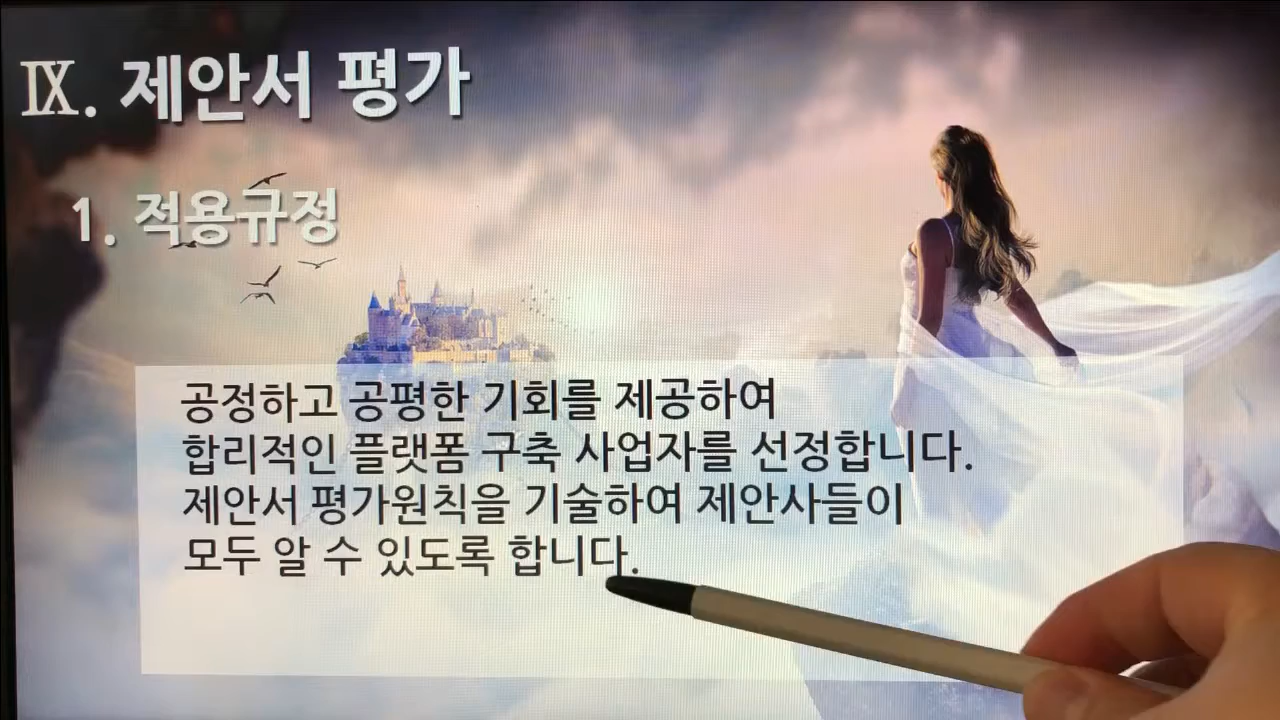 Ⅸ. 제안서 평가
1. 적용규정
공정하고 공평한 기회를 제공하여
합리적인 플랫폼 구축 사업자를 선정합니다.
제안서 평가원칙을 기술하여 제안사들이
모두 알 수 있도록 합니다.